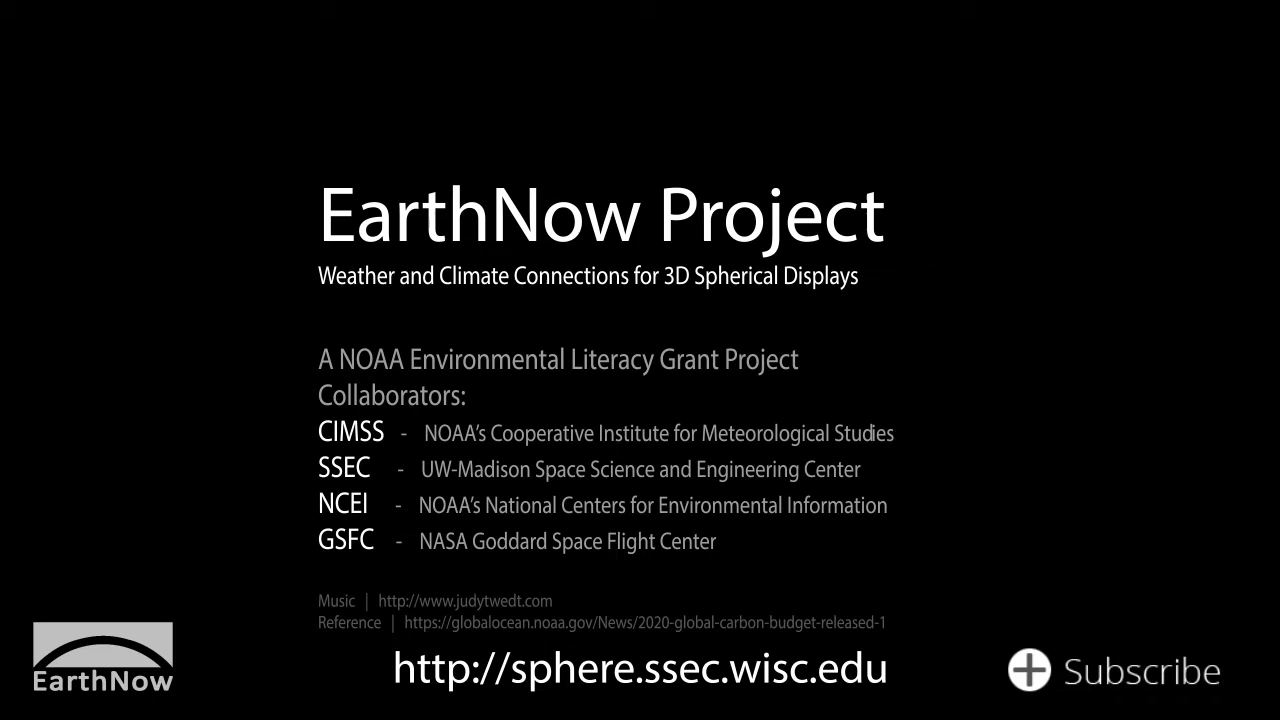 EarthNow Project
Weather and Climate Connections for 3D Spherical Displays
A NOAA Environmental Literacy Grant Project
Collaborators:
CIMSS - NOAA's Cooperative Institute for Meteorological Studies
SSEC - UW-Madison Space Science and Engineering Center
NCEI - NOAA's National Centers for Environmental Information
GSFC - NASA Goddard Space Flight Center
Music | http://www.judytwedt.com
Reference | https://globalocean.noaa.gov/News/2020-global-carbon-budget-released-1
http://sphere.ssec.wisc.edu
EarthNow
Subscribe